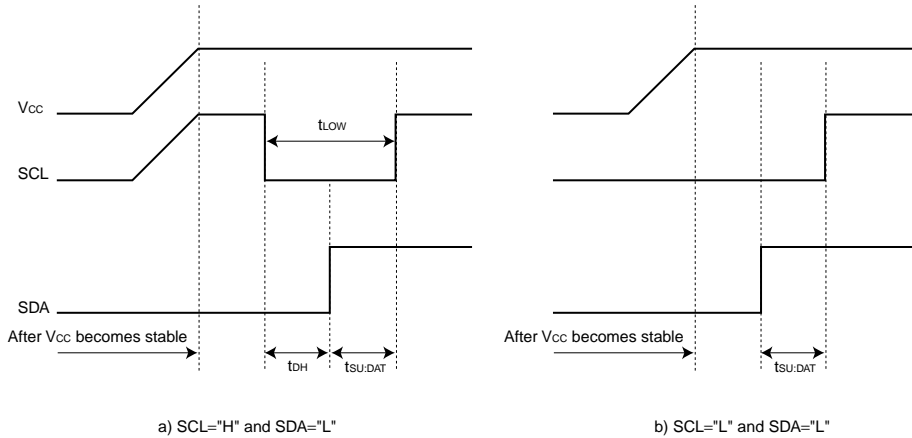 Vcc
tLOW
SCL
SDA
After Vcc becomes stable
tDH
tSU:DAT
a) SCL="H" and SDA="L"
After Vcc becomes stable
tSU:DAT
b) SCL="L" and SDA="L"